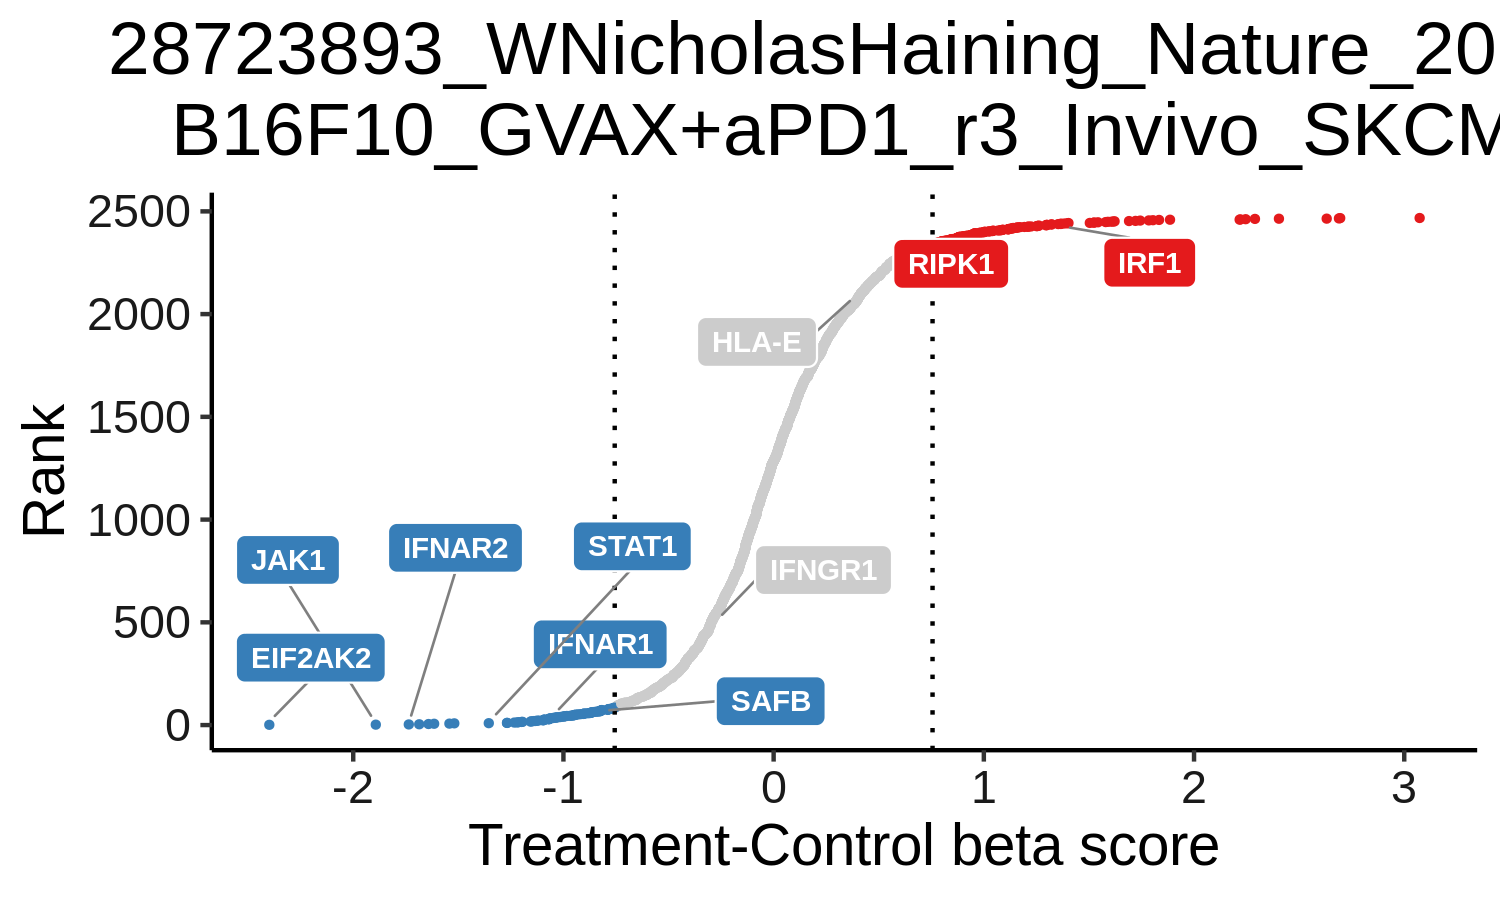 28723893_WNicholasHaining_Nature_20
B16F10_GVAX+aPD1_r3_Invivo_SKCM
2500
2000
1500
1000
500
0
Rank
RIPK1
IRF1
HLA-E
JAK1
IFNAR2
STAT1
IFNGR1
EIF2AK2
IFNAR1
SAFB
-2
-1
0
1
2
3
Treatment-Control beta score